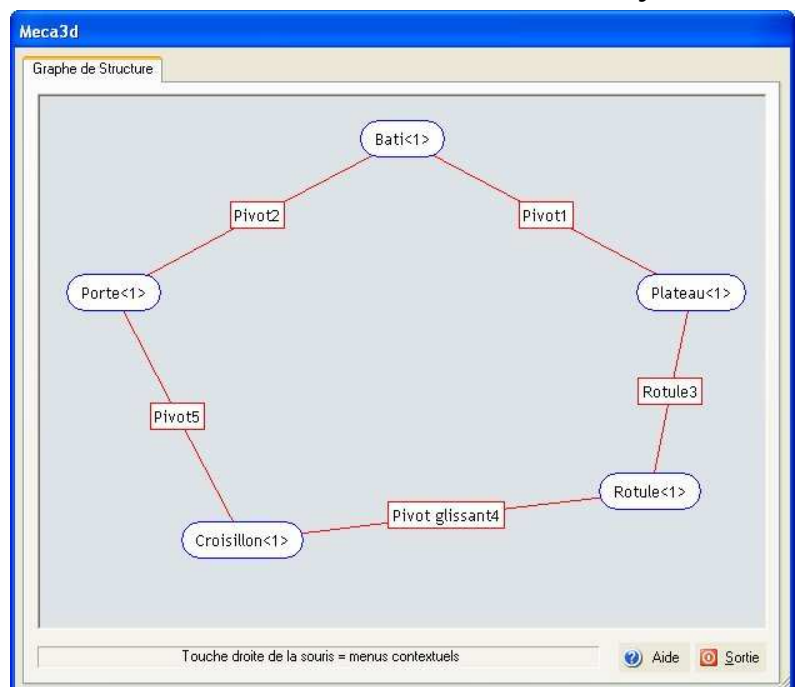 Meca3d
Graphe de Structure
Bati<1>
Pivot2
Pivot1
Porte<1>
Plateau<1>
Rotule3
Pivot5
Rotule<1>
Pivot glissant4
Croisillon<1>
Touche droite de la souris = menus contextuels
Aide
Sortie